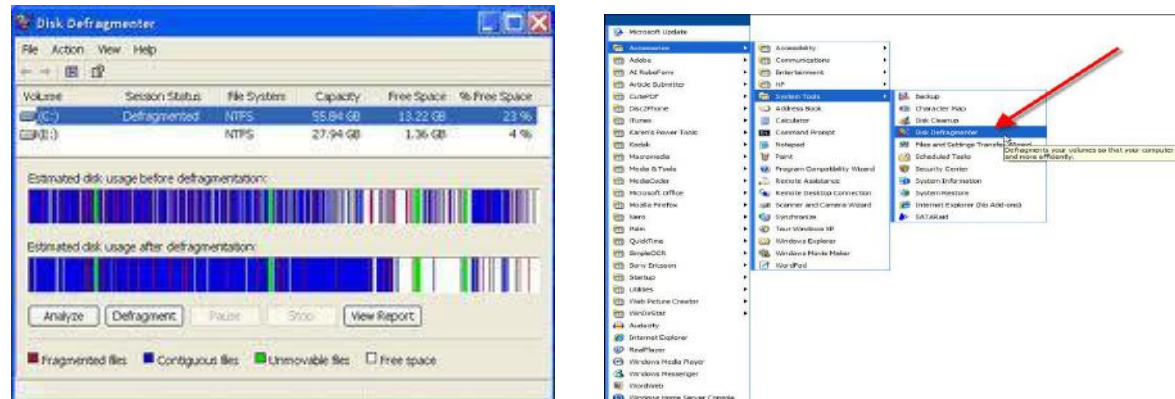 Disk Defragmenter
File Action View Help
Volume Session Status File System Capacity Free Space % Free Space
(C:) Defragmented NTFS 55.84 GB 13.22 GB 23 %
NTFS 27.94 GB 1.36 GB 4 %
Estimated disk usage before defragmentation:
Estimated disk usage after defragmentation:
Analyze Defragment Pause Stop View Report
Fragmented files Contiguous files Unmovable files Free space
Microsoft Update
Accessories
Adobe
AI RoboForm
Article Submitter
CutePDF
Disc2Phone
iTunes
Karen's Power Tools
Kodak
Macromedia
Media & Tools
MediaCoder
Microsoft Office
Mozilla Firefox
Nero
Palm
QuickTime
SimpleOCR
Sony Ericsson
Startup
Utilities
Web Picture Creator
WinDirStat
Audacity
Internet Explorer
RealPlayer
Windows Media Player
Windows Messenger
WordWeb
Windows Home Server Console
Accessibility
Communications
Entertainment
HP
System Tools
Address Book
Calculator
Command Prompt
Notepad
Paint
Program Compatibility Wizard
Remote Assistance
Remote Desktop Connection
Scanner and Camera Wizard
Synchronize
Tour Windows XP
Windows Explorer
Windows Movie Maker
WordPad
Backup
Character Map
Disk Cleanup
Disk Defragmenter
Files and Settings Transfer Wizard
Defragments your volumes so that your computer
and more efficiently.
Scheduled Tasks
Security Center
System Information
System Restore
Internet Explorer (No Add-ons)
SATARaid